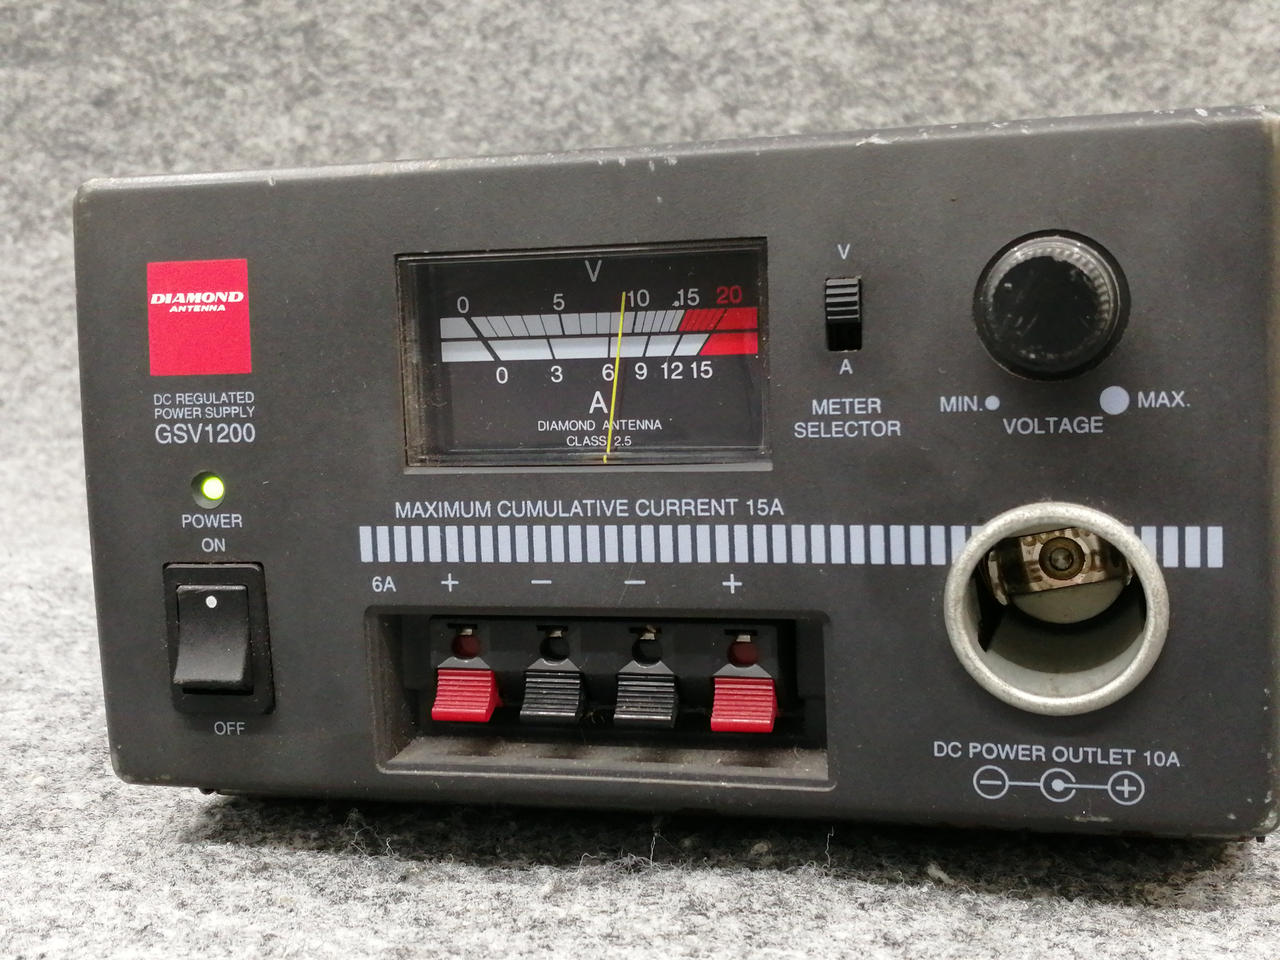 DIAMOND
ANTENNA
DC REGULATED
POWER SUPPLY
GSV1200
POWER
ON
OFF
V
0 5 10 15 20
0 3 6 9 12 15
A
DIAMOND ANTENNA
CLASS 2.5
V
A
METER
SELECTOR
MIN. MAX.
VOLTAGE
MAXIMUM CUMULATIVE CURRENT 15A
6A + − − +
DC POWER OUTLET 10A
− +